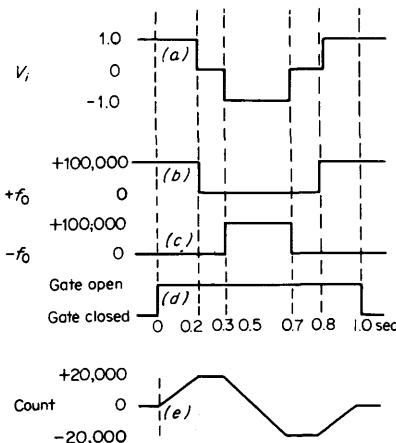 1.0
(a)
V_i
0
-1.0
+100,000
(b)
+f_0
0
+100,000
(c)
-f_0
0
Gate open
(d)
Gate closed
0 0.2 0.3 0.5 0.7 0.8 1.0 sec
+20,000
Count 0
(e)
-20,000